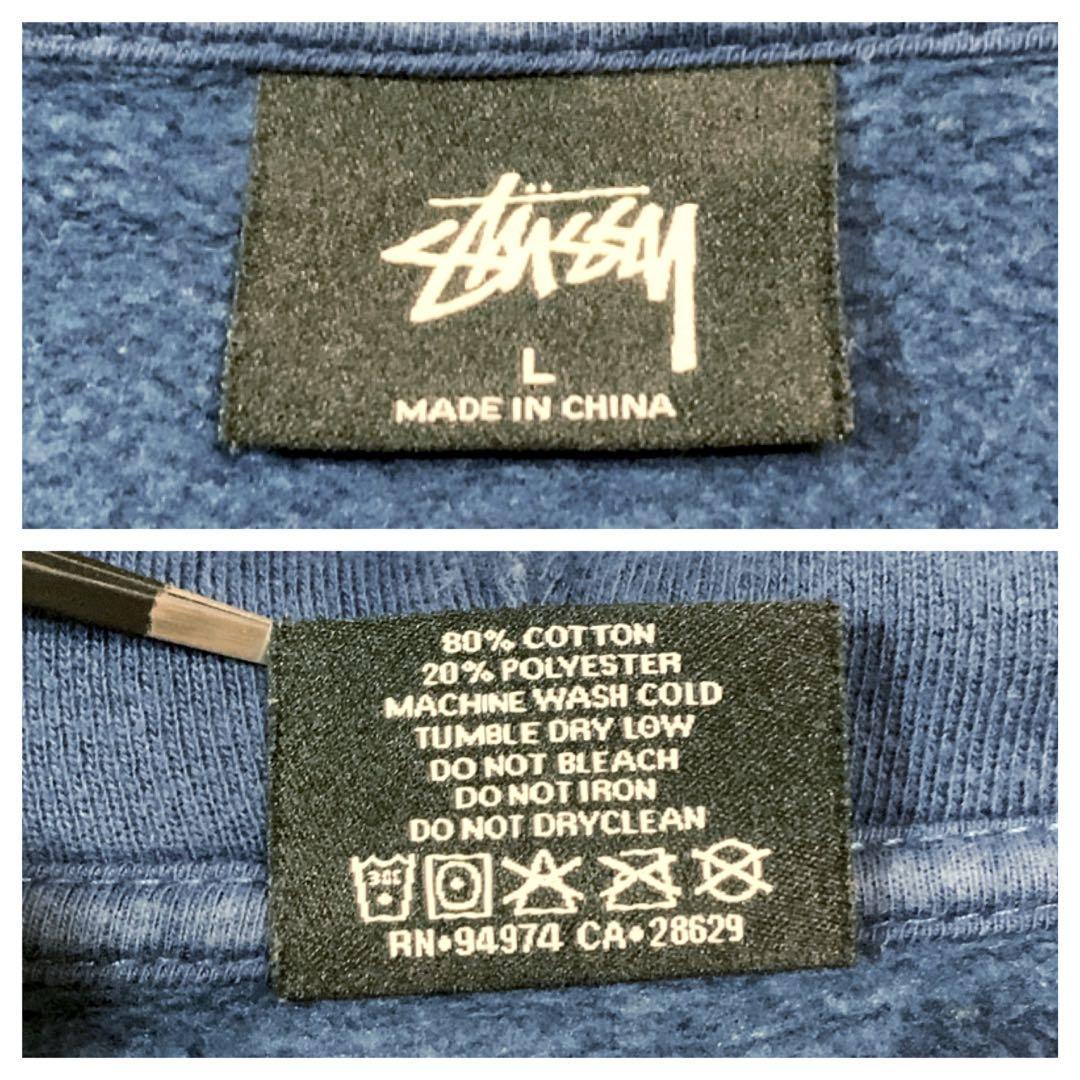 Stüssy
L
MADE IN CHINA
80% COTTON
20% POLYESTER
MACHINE WASH COLD
TUMBLE DRY LOW
DO NOT BLEACH
DO NOT IRON
DO NOT DRYCLEAN
30C
RN•94974 CA•28629